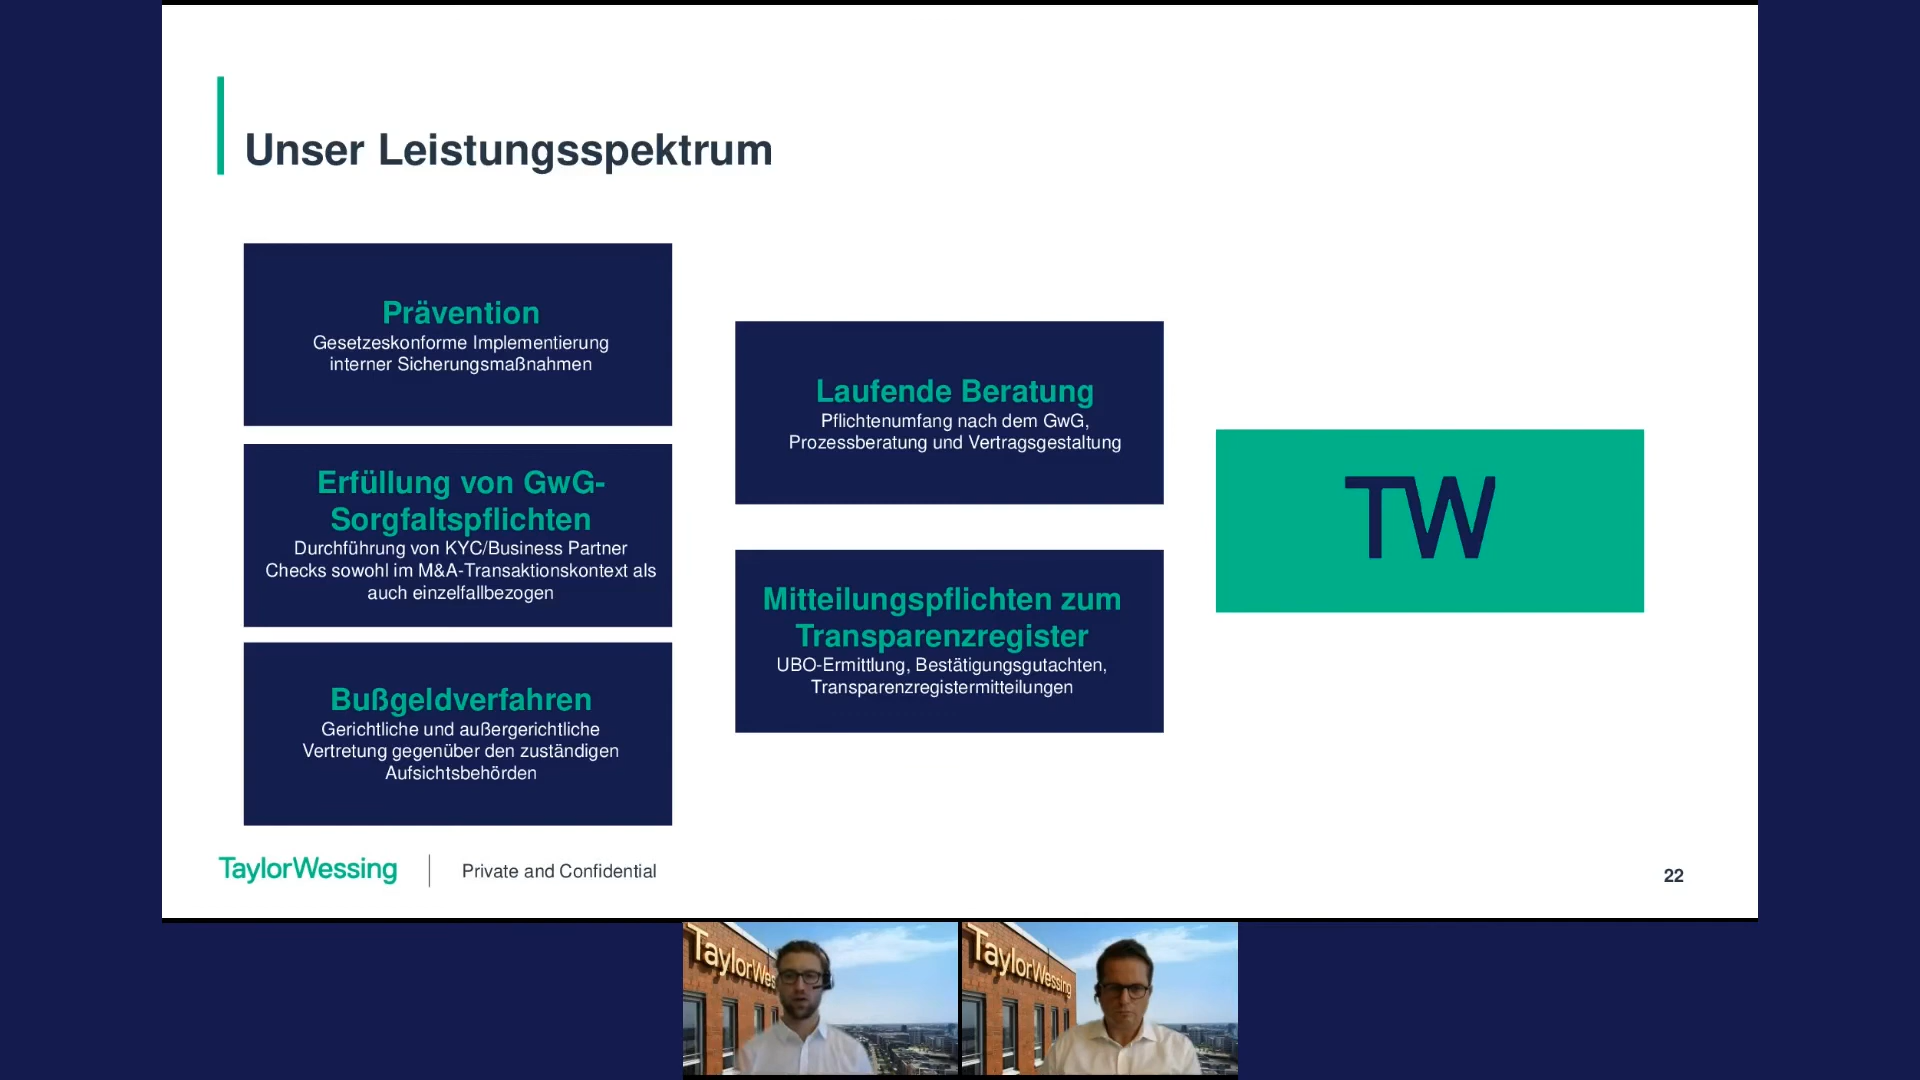 Unser Leistungsspektrum
Prävention
Gesetzeskonforme Implementierung
interner Sicherungsmaßnahmen
Erfüllung von GwG-
Sorgfaltspflichten
Durchführung von KYC/Business Partner
Checks sowohl im M&A-Transaktionskontext als
auch einzelfallbezogen
Bußgeldverfahren
Gerichtliche und außergerichtliche
Vertretung gegenüber den zuständigen
Aufsichtsbehörden
Laufende Beratung
Pflichtenumfang nach dem GwG,
Prozessberatung und Vertragsgestaltung
Mitteilungspflichten zum
Transparenzregister
UBO-Ermittlung, Bestätigungsgutachten,
Transparenzregistermitteilungen
TW
TaylorWessing
Private and Confidential
22
TaylorWes
TaylorWessing